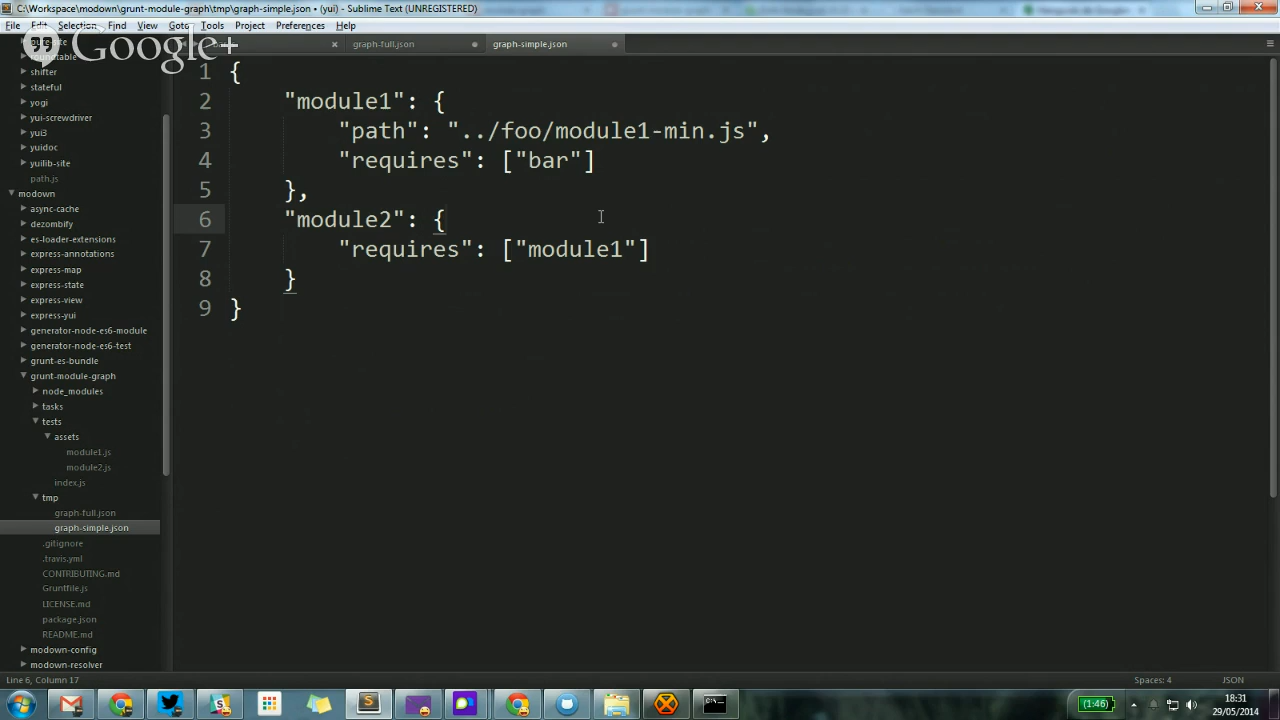 C:\Workspace\modown\grunt-module-graph\tmp\graph-simple.json • (yui) - Sublime Text (UNREGISTERED)
File Edit Selection Find View Goto Tools Project Preferences Help
Google+
graph-full.json
graph-simple.json
roundtable
shifter
stateful
yogi
yui-screwdriver
yui3
yuidoc
yuilib-site
path.js
modown
async-cache
dezombify
es-loader-extensions
express-annotations
express-map
express-state
express-view
express-yui
generator-node-es6-module
generator-node-es6-test
grunt-es-bundle
grunt-module-graph
node_modules
tasks
tests
assets
module1.js
module2.js
index.js
tmp
graph-full.json
graph-simple.json
.gitignore
.travis.yml
CONTRIBUTING.md
Gruntfile.js
LICENSE.md
package.json
README.md
modown-config
modown-resolver
1 {
2 "module1": {
3 "path": "../foo/module1-min.js",
4 "requires": ["bar"]
5 },
6 "module2": {
7 "requires": ["module1"]
8 }
9 }
Line 6, Column 17
Spaces: 4
JSON
(1:46)
18:31
29/05/2014